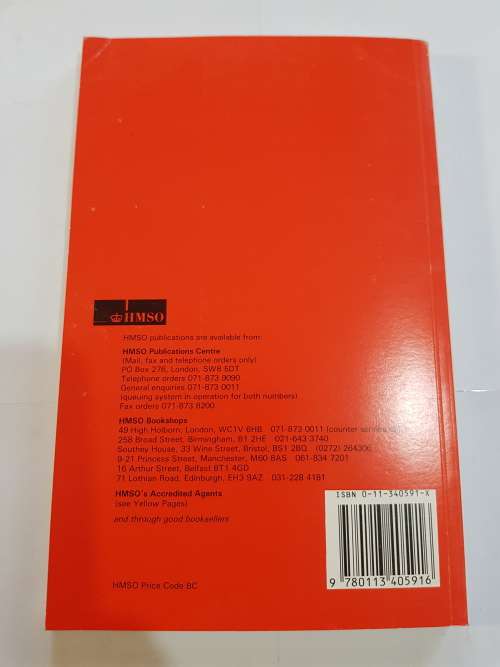 HMSO
HMSO publications are available from:
HMSO Publications Centre
(Mail, fax and telephone orders only)
PO Box 276, London, SW8 5DT
Telephone orders 071-873 9090
General enquiries 071-873 0011
(queuing system in operation for both numbers)
Fax orders 071-873 8200
HMSO Bookshops
49 High Holborn, London, WC1V 6HB 071-873 0011 (counter service
258 Broad Street, Birmingham, B1 2HE 021-643 3740
Southey House, 33 Wine Street, Bristol, BS1 2BQ (0272) 264306
9-21 Princess Street, Manchester, M60 8AS 061-834 7201
16 Arthur Street, Belfast BT1 4GD
71 Lothian Road, Edinburgh, EH3 9AZ 031-228 4181
HMSO's Accredited Agents
(see Yellow Pages)
and through good booksellers
ISBN 0-11-340591-X
9 780113 405916
HMSO Price Code 8C